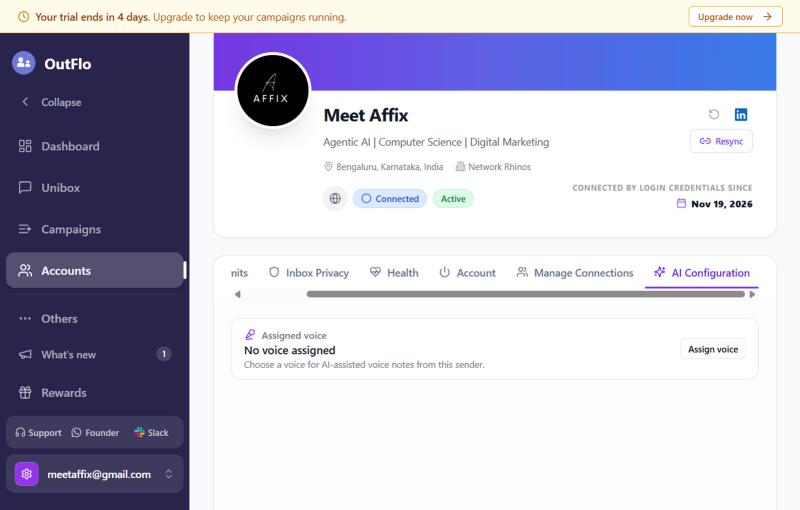 Your trial ends in 4 days. Upgrade to keep your campaigns running.
Upgrade now
OutFlo
Collapse
Dashboard
Unibox
Campaigns
Accounts
Others
What's new 1
Rewards
Support Founder Slack
meetaffix@gmail.com
AFFIX
Meet Affix
Agentic AI | Computer Science | Digital Marketing
Bengaluru, Karnataka, India Network Rhinos
Connected Active
Resync
CONNECTED BY LOGIN CREDENTIALS SINCE
Nov 19, 2026
nits Inbox Privacy Health Account Manage Connections AI Configuration
Assigned voice
No voice assigned
Choose a voice for AI-assisted voice notes from this sender.
Assign voice